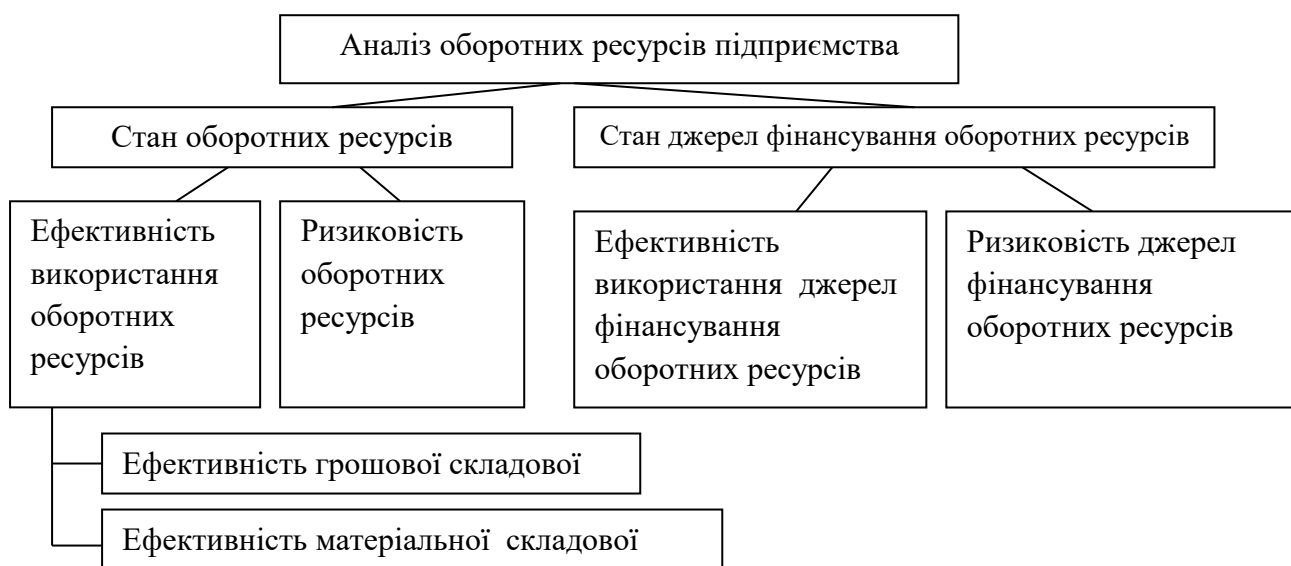 Аналіз оборотних ресурсів підприємства
Стан оборотних ресурсів
Стан джерел фінансування оборотних ресурсів
Ефективність
використання
оборотних
ресурсів
Ризиковість
оборотних
ресурсів
Ефективність
використання джерел
фінансування
оборотних ресурсів
Ризиковість джерел
фінансування
оборотних ресурсів
Ефективність грошової складової
Ефективність матеріальної складової